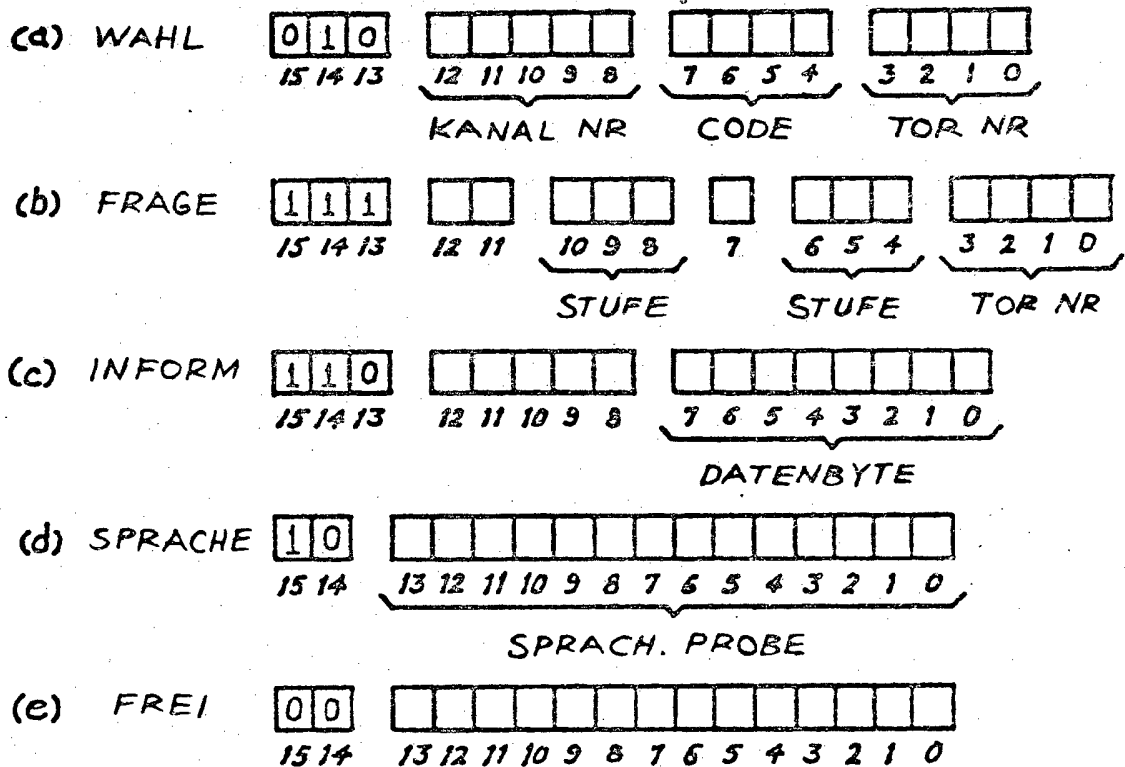 (a) WAHL 0 1 0
15 14 13 12 11 10 9 8 7 6 5 4 3 2 1 0
KANAL NR CODE TOR NR
(b) FRAGE 1 1 1
15 14 13 12 11 10 9 8 7 6 5 4 3 2 1 0
STUFE STUFE TOR NR
(c) INFORM 1 1 0
15 14 13 12 11 10 9 8 7 6 5 4 3 2 1 0
DATENBYTE
(d) SPRACHE 1 0
15 14 13 12 11 10 9 8 7 6 5 4 3 2 1 0
SPRACH. PROBE
(e) FREI 0 0
15 14 13 12 11 10 9 8 7 6 5 4 3 2 1 0